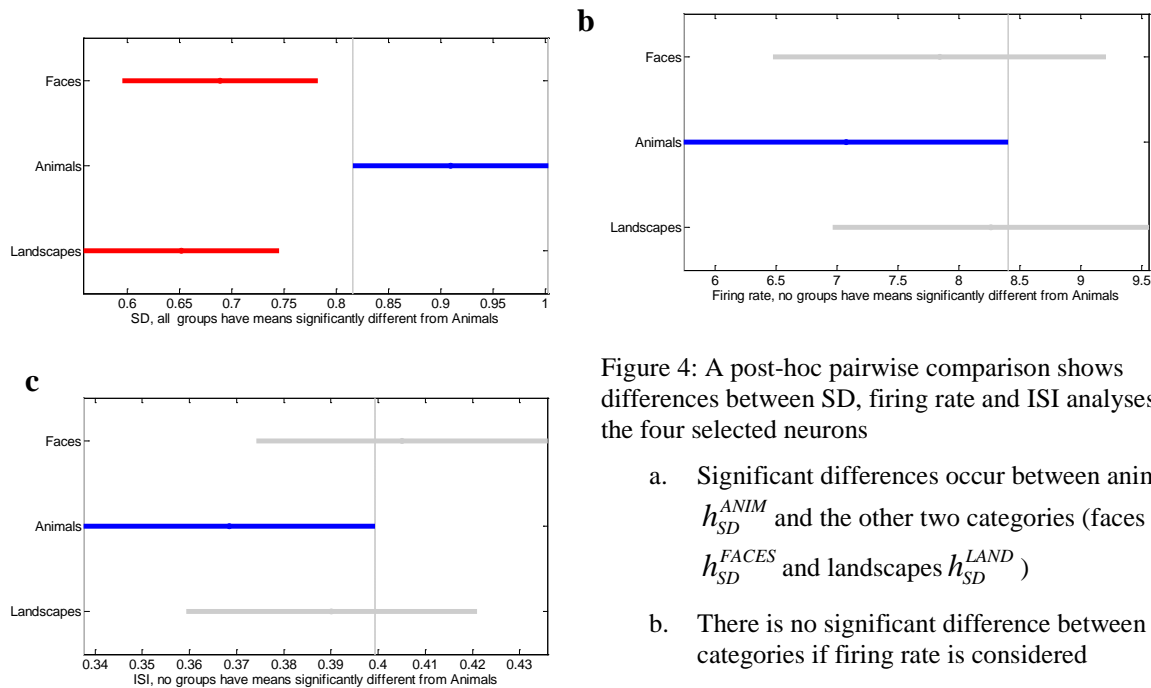 Faces
Animals
Landscapes
0.6 0.65 0.7 0.75 0.8 0.85 0.9 0.95 1
SD, all groups have means significantly different from Animals
b
Faces
Animals
Landscapes
6 6.5 7 7.5 8 8.5 9 9.5
Firing rate, no groups have means significantly different from Animals
c
Faces
Animals
Landscapes
0.34 0.35 0.36 0.37 0.38 0.39 0.4 0.41 0.42 0.43
ISI, no groups have means significantly different from Animals
Figure 4: A post-hoc pairwise comparison shows
differences between SD, firing rate and ISI analyses
the four selected neurons
a. Significant differences occur between anim
h_{SD}^{ANIM} and the other two categories (faces
h_{SD}^{FACES} and landscapes h_{SD}^{LAND} )
b. There is no significant difference between
categories if firing rate is considered